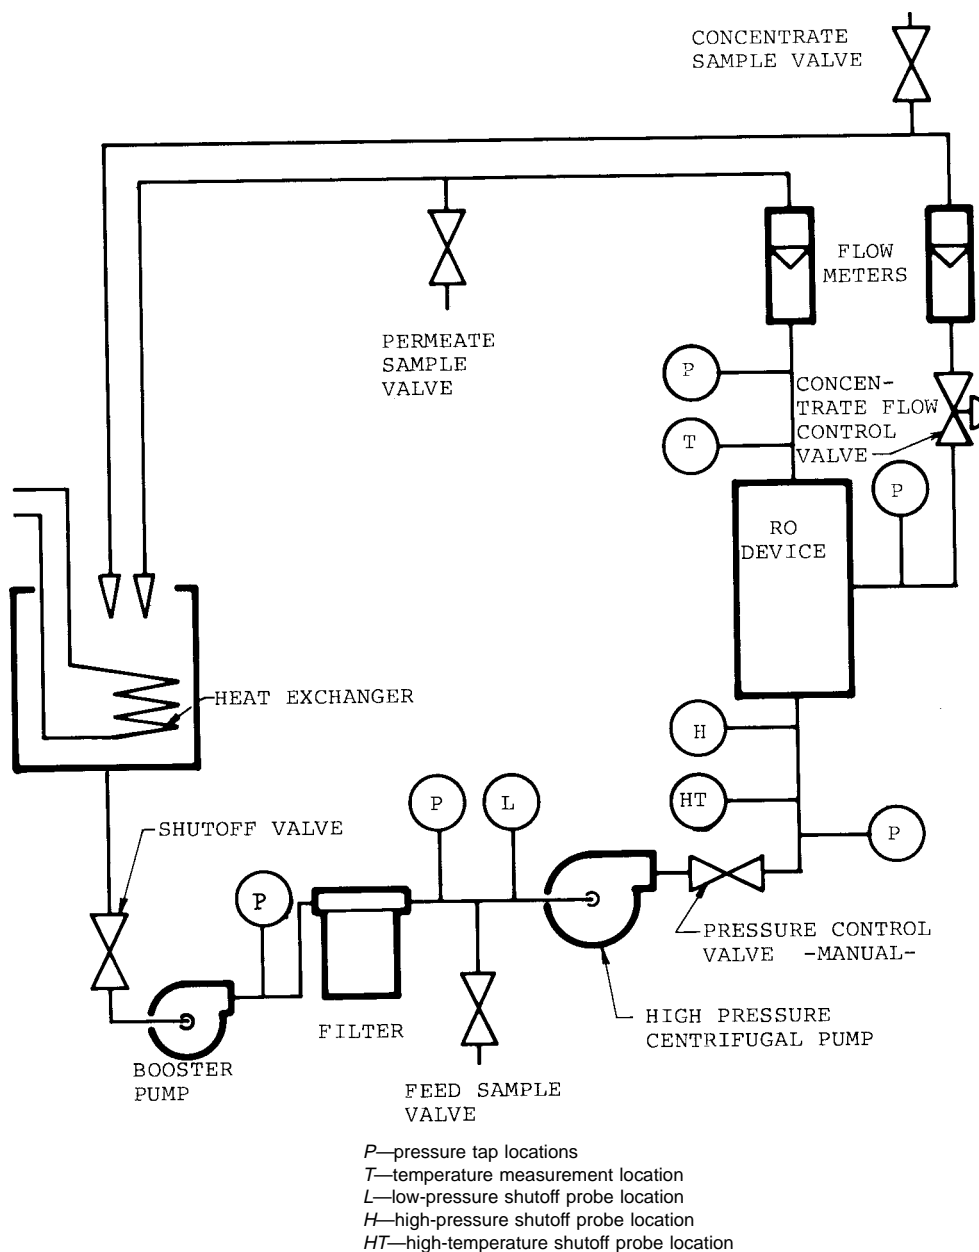 CONCENTRATE
SAMPLE VALVE
FLOW
METERS
PERMEATE
SAMPLE
VALVE
P
CONCEN-
TRATE FLOW
CONTROL
VALVE
T
P
RO
DEVICE
HEAT EXCHANGER
H
HT
P
P
L
SHUTOFF VALVE
P
PRESSURE CONTROL
VALVE -MANUAL-
FILTER
HIGH PRESSURE
CENTRIFUGAL PUMP
BOOSTER
PUMP
FEED SAMPLE
VALVE
P—pressure tap locations
T—temperature measurement location
L—low-pressure shutoff probe location
H—high-pressure shutoff probe location
HT—high-temperature shutoff probe location